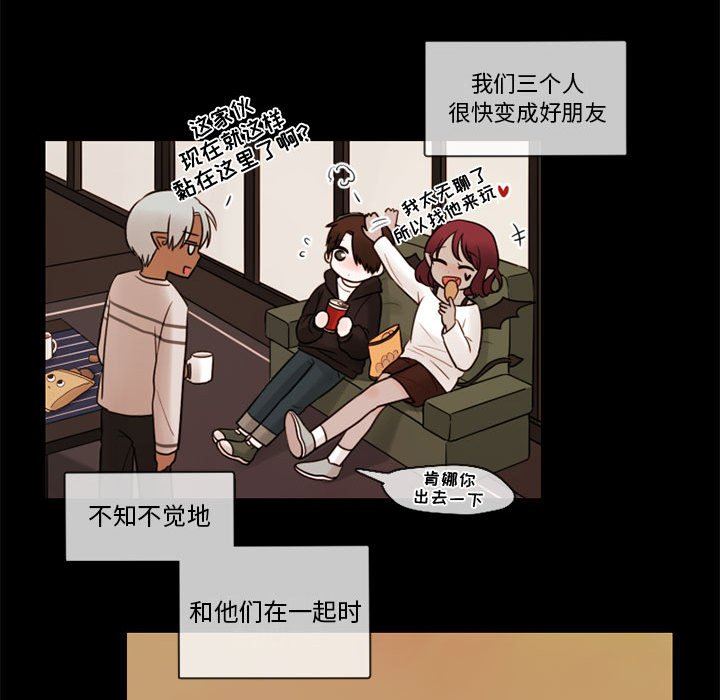 我们三个人
很快变成好朋友
这家伙
现在就这样
黏在这里了啊?
我太无聊了
所以找他来玩♥
肯娜你
出去一下
不知不觉地
和他们在一起时